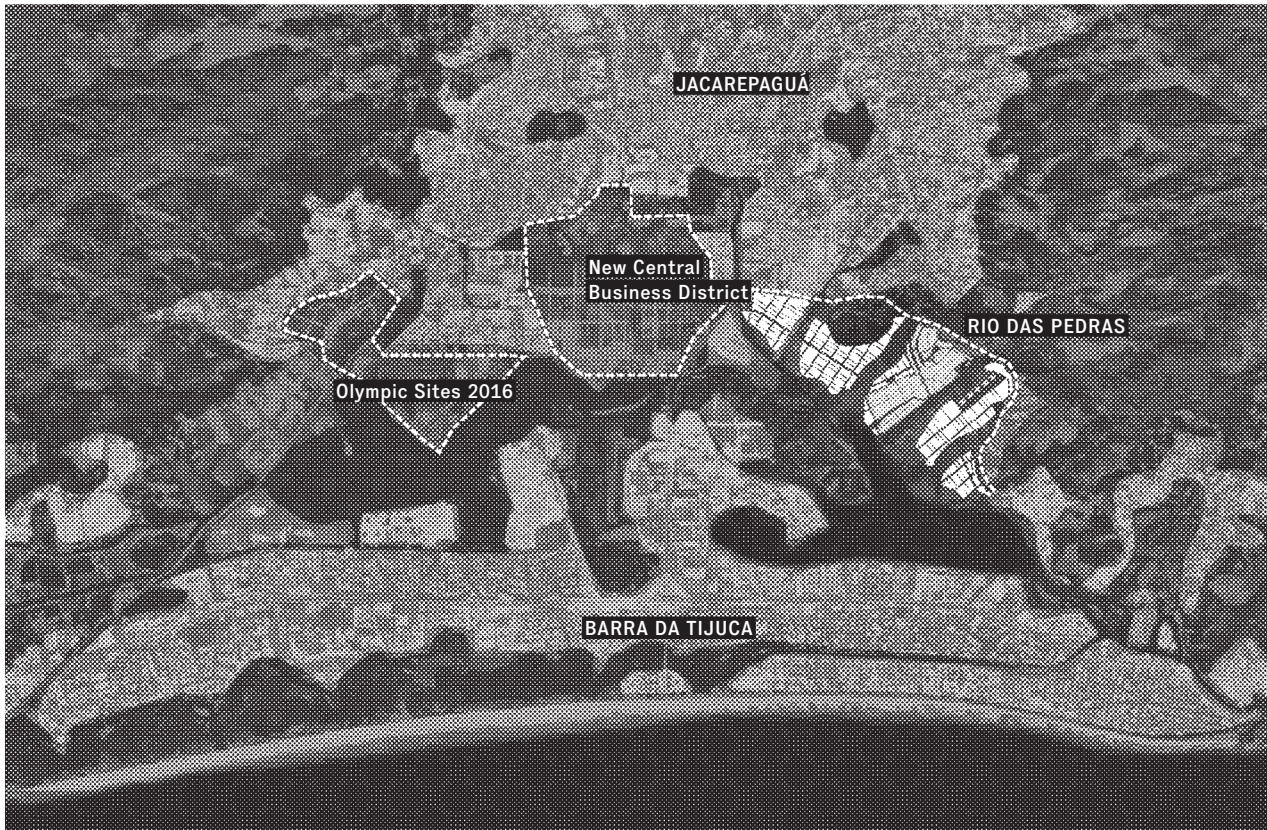 JACAREPAGUÁ
New Central
Business District
RIO DAS PEDRAS
Olympic Sites 2016
BARRA DA TIJUCA